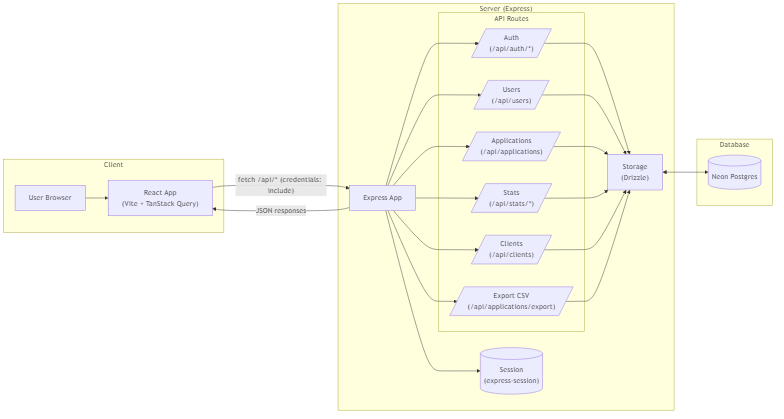 Server (Express)
API Routes
Auth
(/api/auth/*)
Users
(/api/users)
Applications
(/api/applications)
Stats
(/api/stats/*)
Clients
(/api/clients)
Export CSV
(/api/applications/export)
Session
(express-session)
Express App
Storage
(Drizzle)
Database
Neon Postgres
Client
User Browser
React App
(Vite + TanStack Query)
fetch /api/* (credentials:
include)
JSON responses